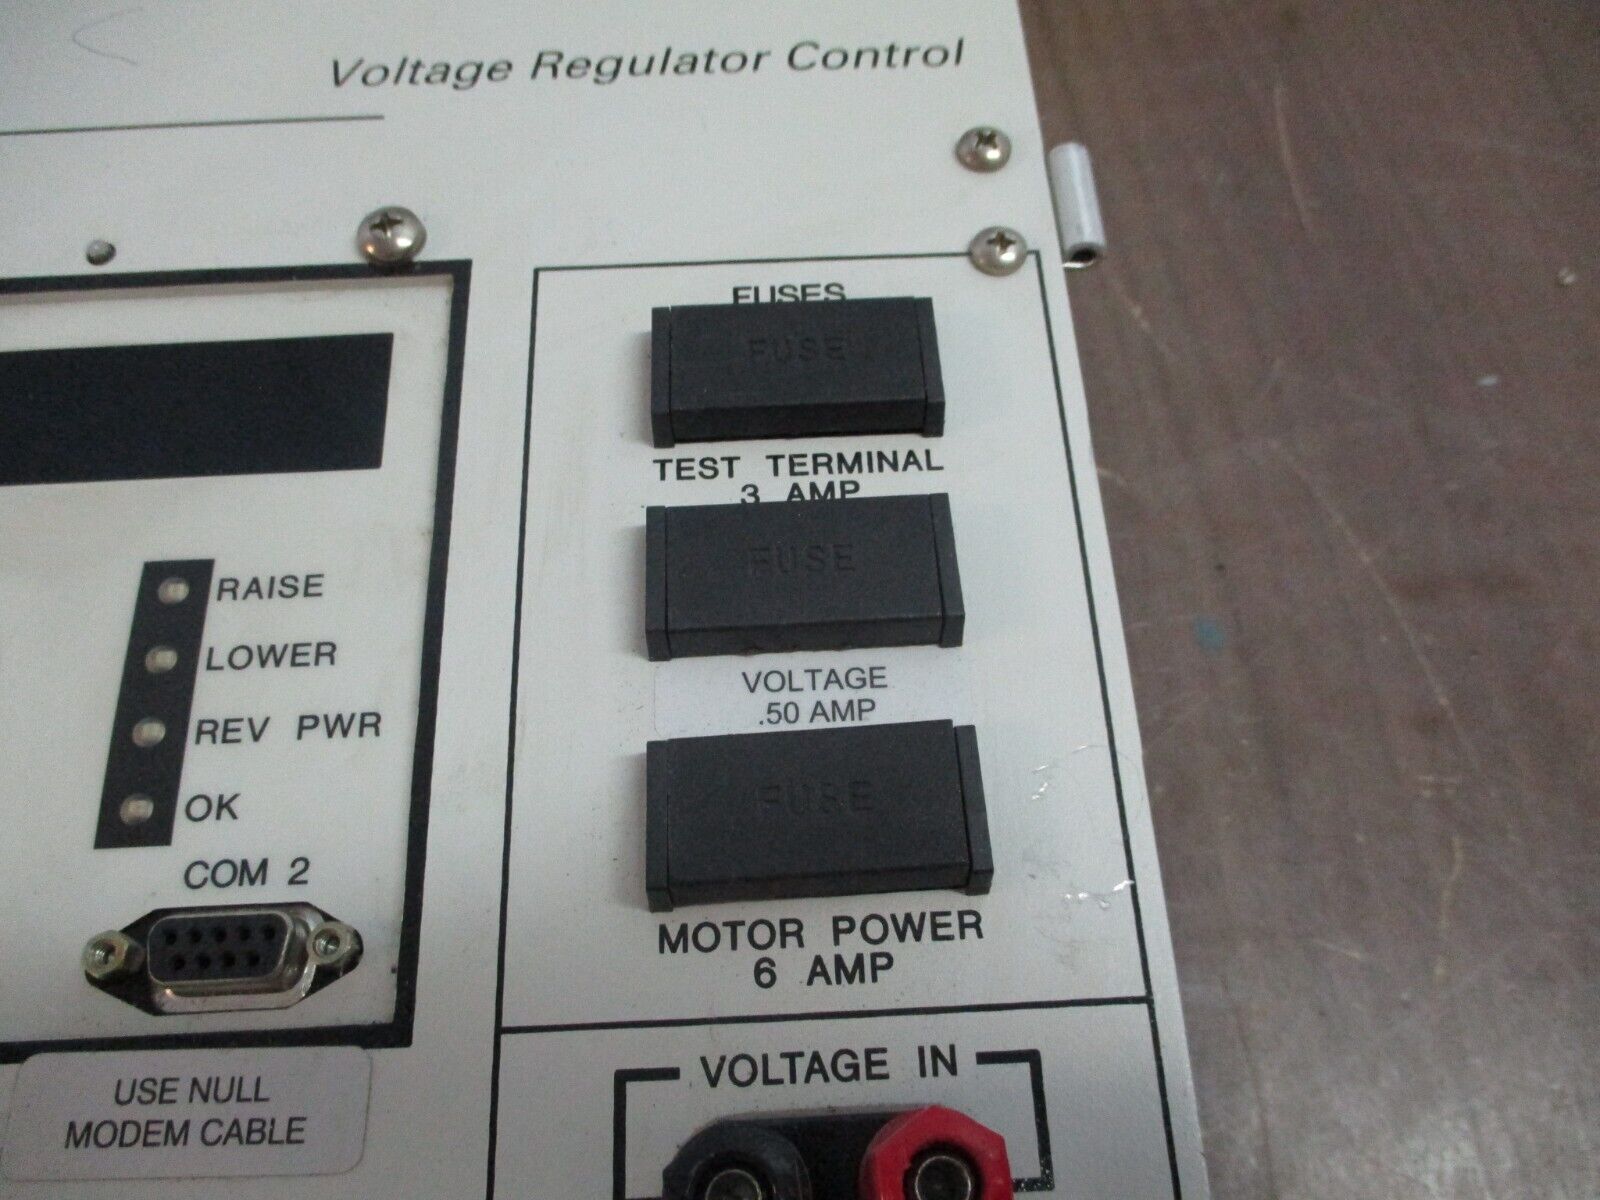 Voltage Regulator Control
FUSES
FUSE
TEST TERMINAL
3 AMP
FUSE
VOLTAGE
.50 AMP
FUSE
MOTOR POWER
6 AMP
RAISE
LOWER
REV PWR
OK
COM 2
USE NULL
MODEM CABLE
VOLTAGE IN